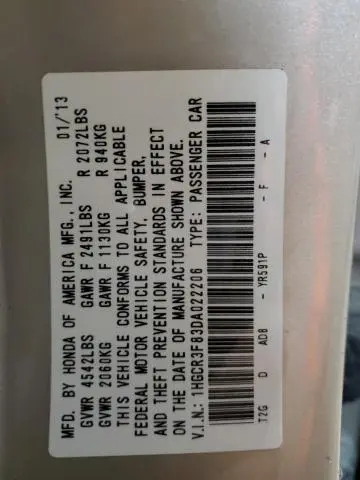 MFD. BY HONDA OF AMERICA MFG., INC. 01/'13
GVWR 4542LBS GAWR F 2491LBS R 2072LBS
GVWR 2060KG GAWR F 1130KG R 940KG
THIS VEHICLE CONFORMS TO ALL APPLICABLE
FEDERAL MOTOR VEHICLE SAFETY, BUMPER,
AND THEFT PREVENTION STANDARDS IN EFFECT
ON THE DATE OF MANUFACTURE SHOWN ABOVE.
V.I.N.: 1HGCR3F83DA022206 TYPE: PASSENGER CAR
T2G D AD8 - YR591P - F - A